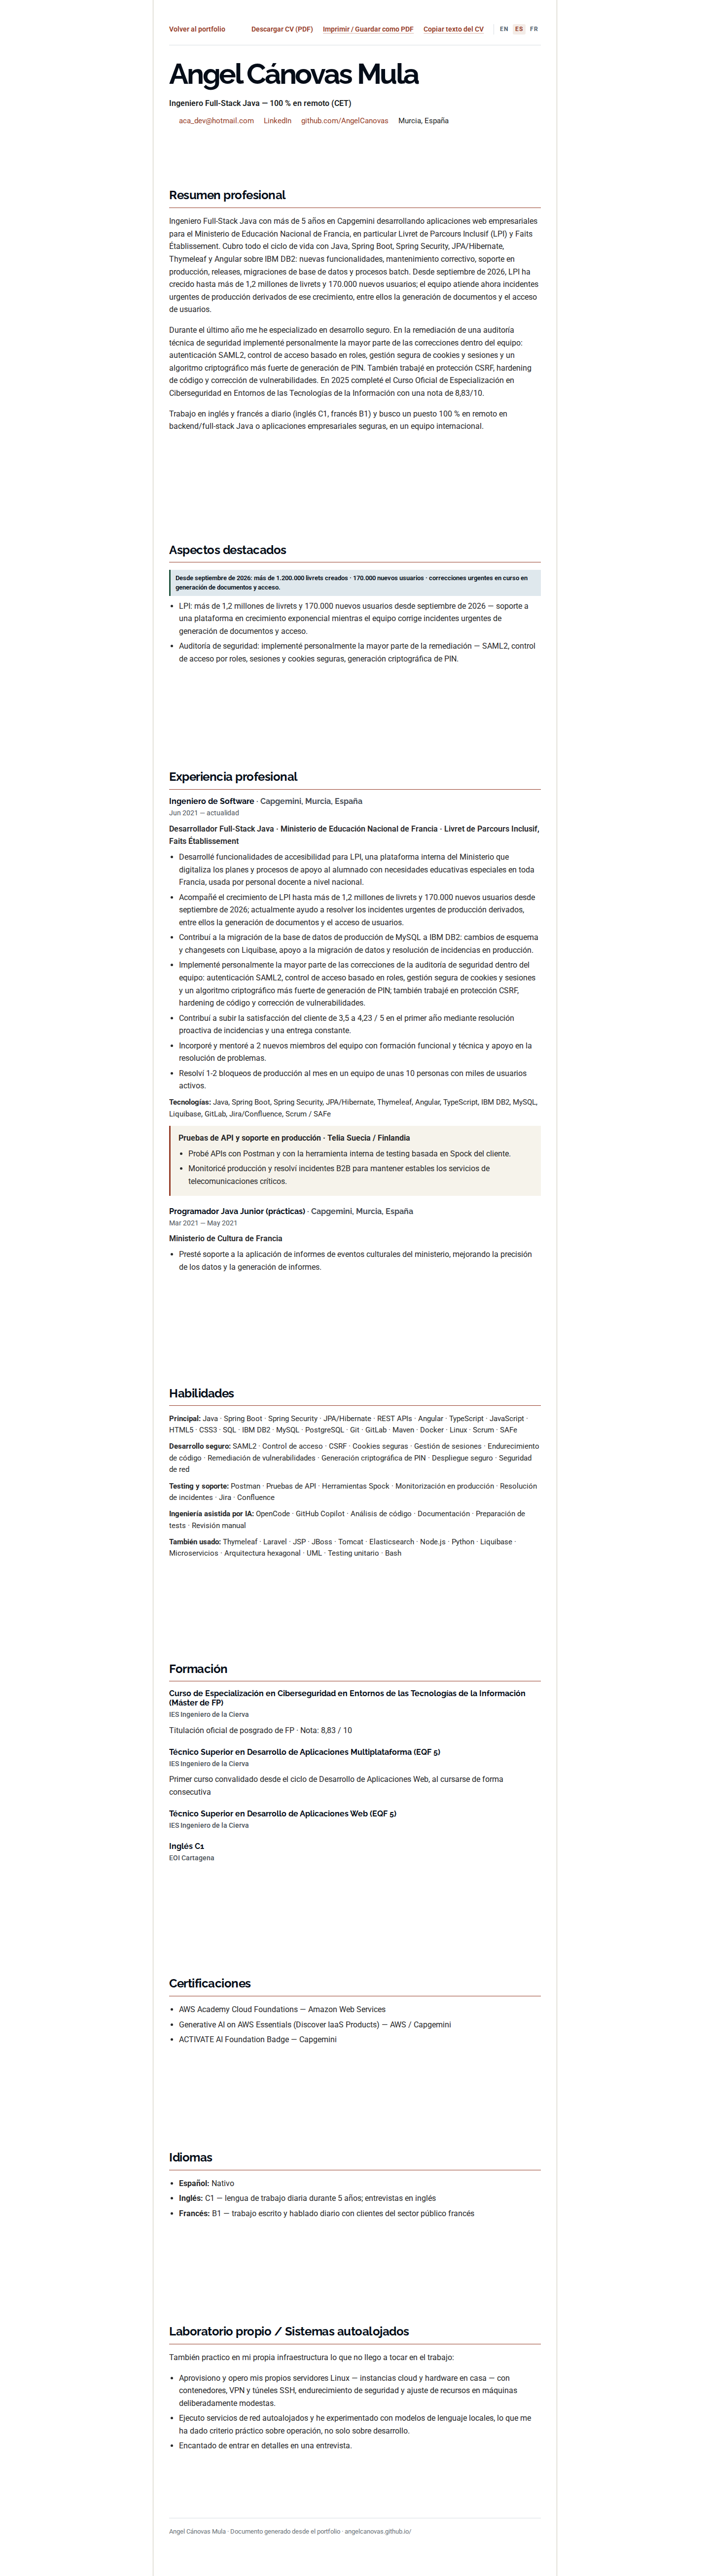 Volver al portfolio
Descargar CV (PDF)
Imprimir / Guardar como PDF
Copiar texto del CV
EN ES FR
Angel Cánovas Mula
Ingeniero Full-Stack Java — 100 % en remoto (CET)
aca_dev@hotmail.com LinkedIn github.com/AngelCanovas Murcia, España
Resumen profesional
Ingeniero Full-Stack Java con más de 5 años en Capgemini desarrollando aplicaciones web empresariales
para el Ministerio de Educación Nacional de Francia, en particular Livret de Parcours Inclusif (LPI) y Faits
Établissement. Cubro todo el ciclo de vida con Java, Spring Boot, Spring Security, JPA/Hibernate,
Thymeleaf y Angular sobre IBM DB2: nuevas funcionalidades, mantenimiento correctivo, soporte en
producción, releases, migraciones de base de datos y procesos batch. Desde septiembre de 2026, LPI ha
crecido hasta más de 1,2 millones de livrets y 170.000 nuevos usuarios; el equipo atiende ahora incidentes
urgentes de producción derivados de ese crecimiento, entre ellos la generación de documentos y el acceso
de usuarios.
Durante el último año me he especializado en desarrollo seguro. En la remediación de una auditoría
técnica de seguridad implementé personalmente la mayor parte de las correcciones dentro del equipo:
autenticación SAML2, control de acceso basado en roles, gestión segura de cookies y sesiones y un
algoritmo criptográfico más fuerte de generación de PIN. También trabajé en protección CSRF, hardening
de código y corrección de vulnerabilidades. En 2025 completé el Curso Oficial de Especialización en
Ciberseguridad en Entornos de las Tecnologías de la Información con una nota de 8,83/10.
Trabajo en inglés y francés a diario (inglés C1, francés B1) y busco un puesto 100 % en remoto en
backend/full-stack Java o aplicaciones empresariales seguras, en un equipo internacional.
Aspectos destacados
Desde septiembre de 2026: más de 1.200.000 livrets creados · 170.000 nuevos usuarios · correcciones urgentes en curso en
generación de documentos y acceso.
• LPI: más de 1,2 millones de livrets y 170.000 nuevos usuarios desde septiembre de 2026 — soporte a
una plataforma en crecimiento exponencial mientras el equipo corrige incidentes urgentes de
generación de documentos y acceso.
• Auditoría de seguridad: implementé personalmente la mayor parte de la remediación — SAML2, control
de acceso por roles, sesiones y cookies seguras, generación criptográfica de PIN.
Experiencia profesional
Ingeniero de Software · Capgemini, Murcia, España
Jun 2021 — actualidad
Desarrollador Full-Stack Java · Ministerio de Educación Nacional de Francia · Livret de Parcours Inclusif,
Faits Établissement
• Desarrollé funcionalidades de accesibilidad para LPI, una plataforma interna del Ministerio que
digitaliza los planes y procesos de apoyo al alumnado con necesidades educativas especiales en toda
Francia, usada por personal docente a nivel nacional.
• Acompañé el crecimiento de LPI hasta más de 1,2 millones de livrets y 170.000 nuevos usuarios desde
septiembre de 2026; actualmente ayudo a resolver los incidentes urgentes de producción derivados,
entre ellos la generación de documentos y el acceso de usuarios.
• Contribuí a la migración de la base de datos de producción de MySQL a IBM DB2: cambios de esquema
y changesets con Liquibase, apoyo a la migración de datos y resolución de incidencias en producción.
• Implementé personalmente la mayor parte de las correcciones de la auditoría de seguridad dentro del
equipo: autenticación SAML2, control de acceso basado en roles, gestión segura de cookies y sesiones
y un algoritmo criptográfico más fuerte de generación de PIN; también trabajé en protección CSRF,
hardening de código y corrección de vulnerabilidades.
• Contribuí a subir la satisfacción del cliente de 3,5 a 4,23 / 5 en el primer año mediante resolución
proactiva de incidencias y una entrega constante.
• Incorporé y mentoré a 2 nuevos miembros del equipo con formación funcional y técnica y apoyo en la
resolución de problemas.
• Resolví 1-2 bloqueos de producción al mes en un equipo de unas 10 personas con miles de usuarios
activos.
Tecnologías: Java, Spring Boot, Spring Security, JPA/Hibernate, Thymeleaf, Angular, TypeScript, IBM DB2, MySQL,
Liquibase, GitLab, Jira/Confluence, Scrum / SAFe
Pruebas de API y soporte en producción · Telia Suecia / Finlandia
• Probé APIs con Postman y con la herramienta interna de testing basada en Spock del cliente.
• Monitoricé producción y resolví incidentes B2B para mantener estables los servicios de
telecomunicaciones críticos.
Programador Java Junior (prácticas) · Capgemini, Murcia, España
Mar 2021 — May 2021
Ministerio de Cultura de Francia
• Presté soporte a la aplicación de informes de eventos culturales del ministerio, mejorando la precisión
de los datos y la generación de informes.
Habilidades
Principal: Java · Spring Boot · Spring Security · JPA/Hibernate · REST APIs · Angular · TypeScript · JavaScript ·
HTML5 · CSS3 · SQL · IBM DB2 · MySQL · PostgreSQL · Git · GitLab · Maven · Docker · Linux · Scrum · SAFe
Desarrollo seguro: SAML2 · Control de acceso · CSRF · Cookies seguras · Gestión de sesiones · Endurecimiento
de código · Remediación de vulnerabilidades · Generación criptográfica de PIN · Despliegue seguro · Seguridad
de red
Testing y soporte: Postman · Pruebas de API · Herramientas Spock · Monitorización en producción · Resolución
de incidentes · Jira · Confluence
Ingeniería asistida por IA: OpenCode · GitHub Copilot · Análisis de código · Documentación · Preparación de
tests · Revisión manual
También usado: Thymeleaf · Laravel · JSP · JBoss · Tomcat · Elasticsearch · Node.js · Python · Liquibase ·
Microservicios · Arquitectura hexagonal · UML · Testing unitario · Bash
Formación
Curso de Especialización en Ciberseguridad en Entornos de las Tecnologías de la Información
(Máster de FP)
IES Ingeniero de la Cierva
Titulación oficial de posgrado de FP · Nota: 8,83 / 10
Técnico Superior en Desarrollo de Aplicaciones Multiplataforma (EQF 5)
IES Ingeniero de la Cierva
Primer curso convalidado desde el ciclo de Desarrollo de Aplicaciones Web, al cursarse de forma
consecutiva
Técnico Superior en Desarrollo de Aplicaciones Web (EQF 5)
IES Ingeniero de la Cierva
Inglés C1
EOI Cartagena
Certificaciones
• AWS Academy Cloud Foundations — Amazon Web Services
• Generative AI on AWS Essentials (Discover IaaS Products) — AWS / Capgemini
• ACTIVATE AI Foundation Badge — Capgemini
Idiomas
• Español: Nativo
• Inglés: C1 — lengua de trabajo diaria durante 5 años; entrevistas en inglés
• Francés: B1 — trabajo escrito y hablado diario con clientes del sector público francés
Laboratorio propio / Sistemas autoalojados
También practico en mi propia infraestructura lo que no llego a tocar en el trabajo:
• Aprovisiono y opero mis propios servidores Linux — instancias cloud y hardware en casa — con
contenedores, VPN y túneles SSH, endurecimiento de seguridad y ajuste de recursos en máquinas
deliberadamente modestas.
• Ejecuto servicios de red autoalojados y he experimentado con modelos de lenguaje locales, lo que me
ha dado criterio práctico sobre operación, no solo sobre desarrollo.
• Encantado de entrar en detalles en una entrevista.
Angel Cánovas Mula · Documento generado desde el portfolio · angelcanovas.github.io/